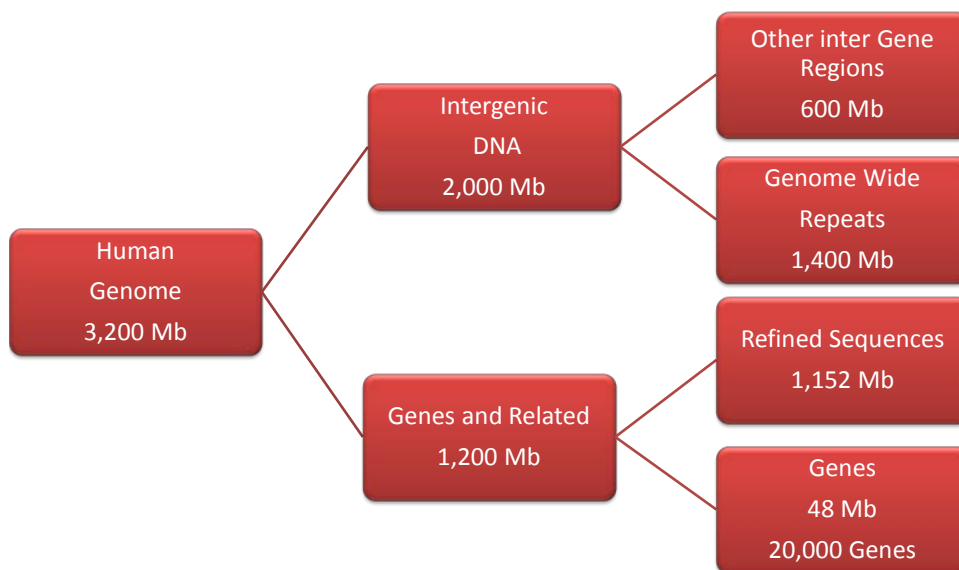 Human
Genome
3,200 Mb
Intergenic
DNA
2,000 Mb
Other inter Gene
Regions
600 Mb
Genome Wide
Repeats
1,400 Mb
Genes and Related
1,200 Mb
Refined Sequences
1,152 Mb
Genes
48 Mb
20,000 Genes